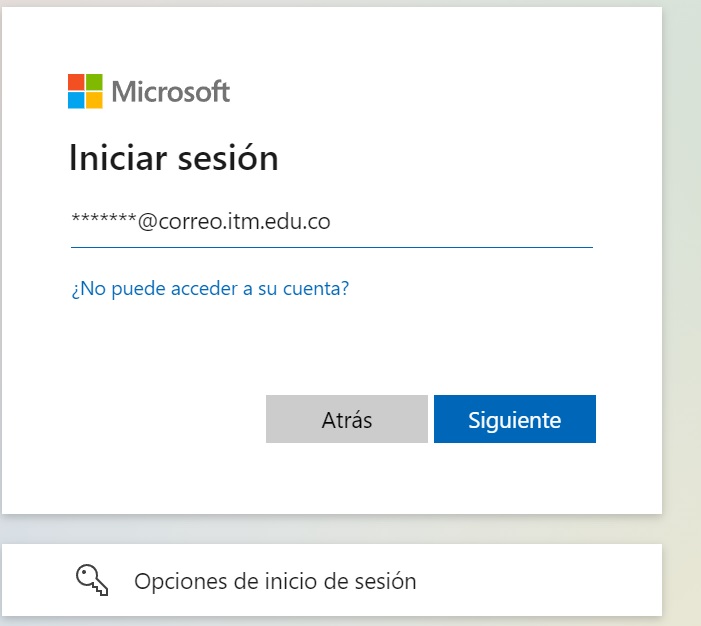 Microsoft
Iniciar sesión
*******@correo.itm.edu.co
¿No puede acceder a su cuenta?
Atrás
Siguiente
Opciones de inicio de sesión